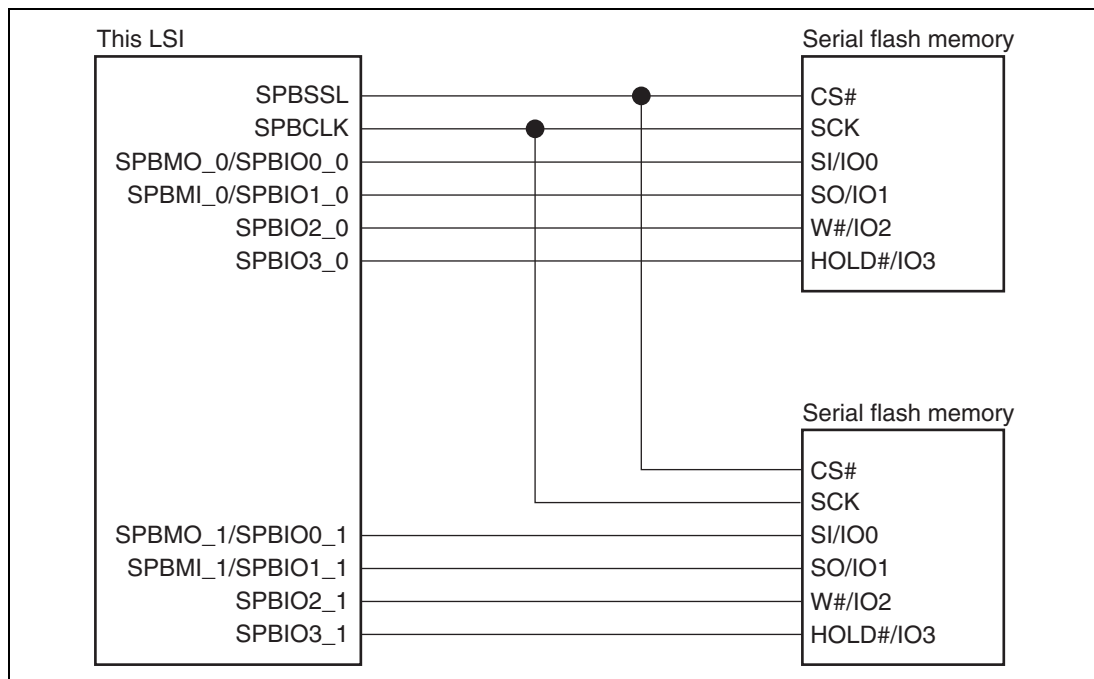 This LSI
SPBSSL
SPBCLK
SPBMO_0/SPBIO0_0
SPBMI_0/SPBIO1_0
SPBIO2_0
SPBIO3_0
SPBMO_1/SPBIO0_1
SPBMI_1/SPBIO1_1
SPBIO2_1
SPBIO3_1
Serial flash memory
CS#
SCK
SI/IO0
SO/IO1
W#/IO2
HOLD#/IO3
Serial flash memory
CS#
SCK
SI/IO0
SO/IO1
W#/IO2
HOLD#/IO3